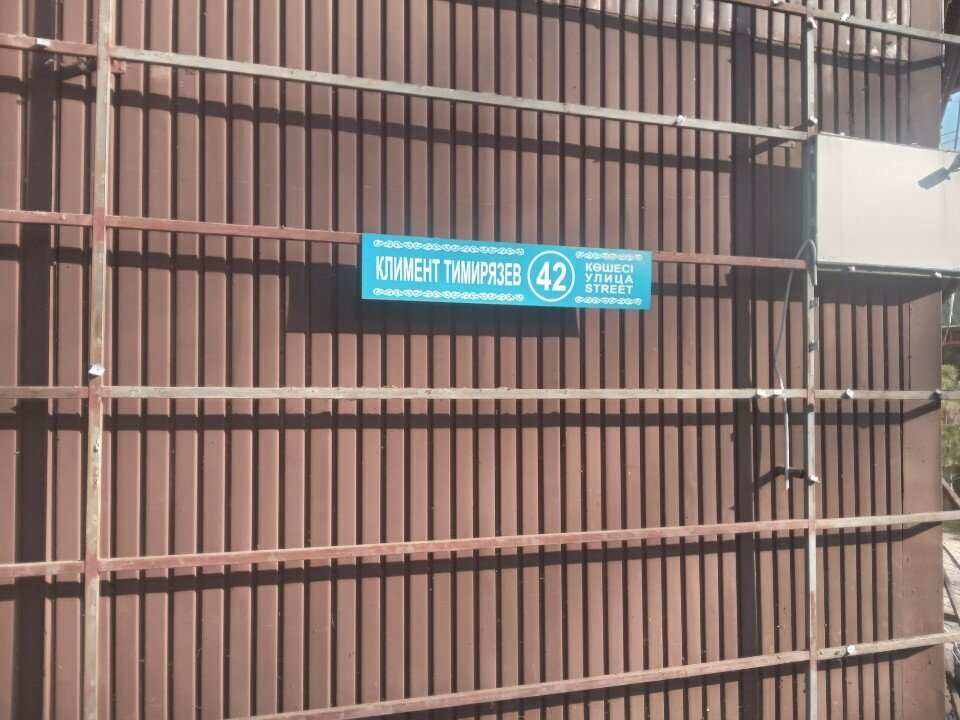 КЛИМЕНТ ТИМИРЯЗЕВ
42
КӨШЕСІ
УЛИЦА
STREET